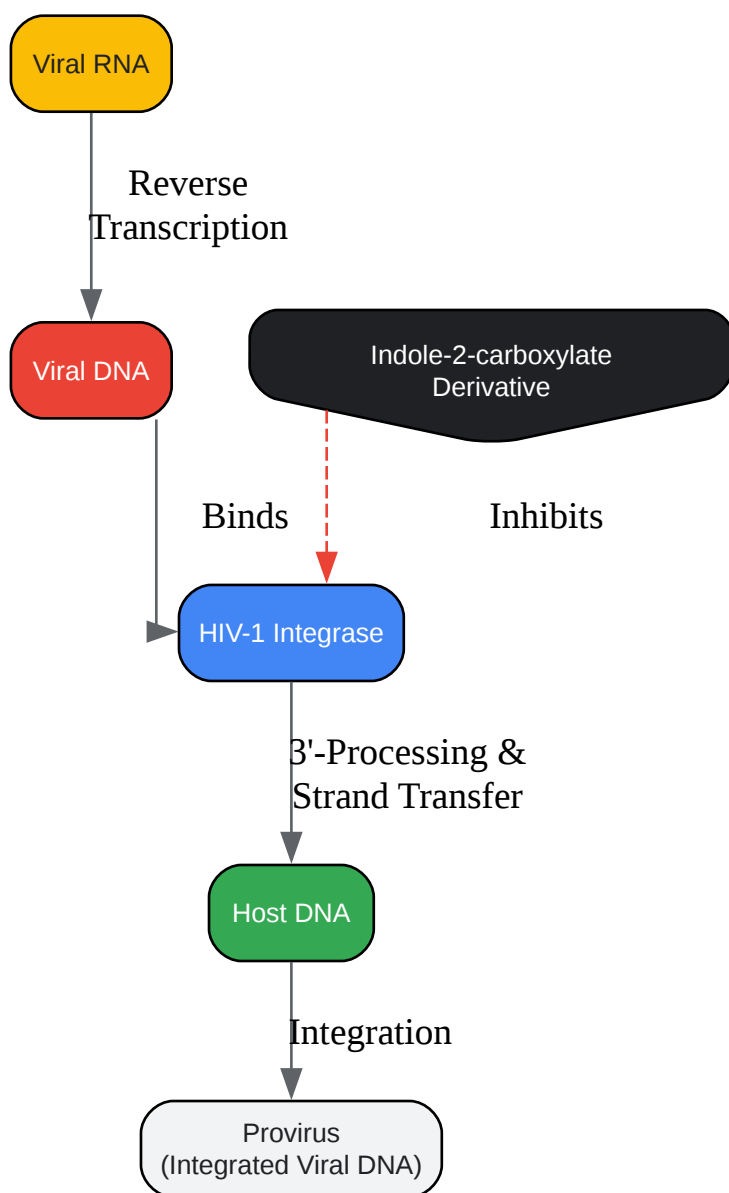 Viral RNA
Reverse
Transcription
Viral DNA
Indole-2-carboxylate
Derivative
Binds
Inhibits
HIV-1 Integrase
3'-Processing &
Strand Transfer
Host DNA
Integration
Provirus
(Integrated Viral DNA)